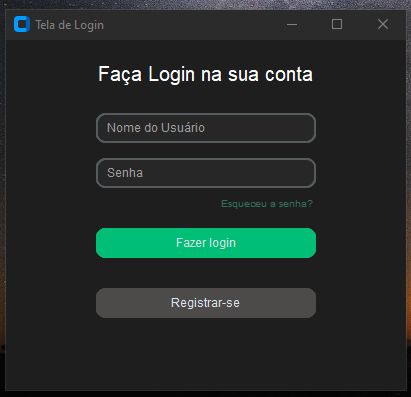 Tela de Login
Faça Login na sua conta
Nome do Usuário
Senha
Esqueceu a senha?
Fazer login
Registrar-se